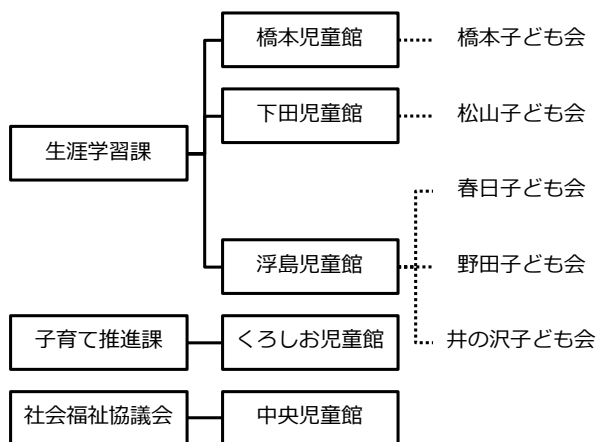 橋本児童館 橋本子ども会
下田児童館 松山子ども会
生涯学習課
春日子ども会
浮島児童館 野田子ども会
子育て推進課 くろしお児童館 井の沢子ども会
社会福祉協議会 中央児童館